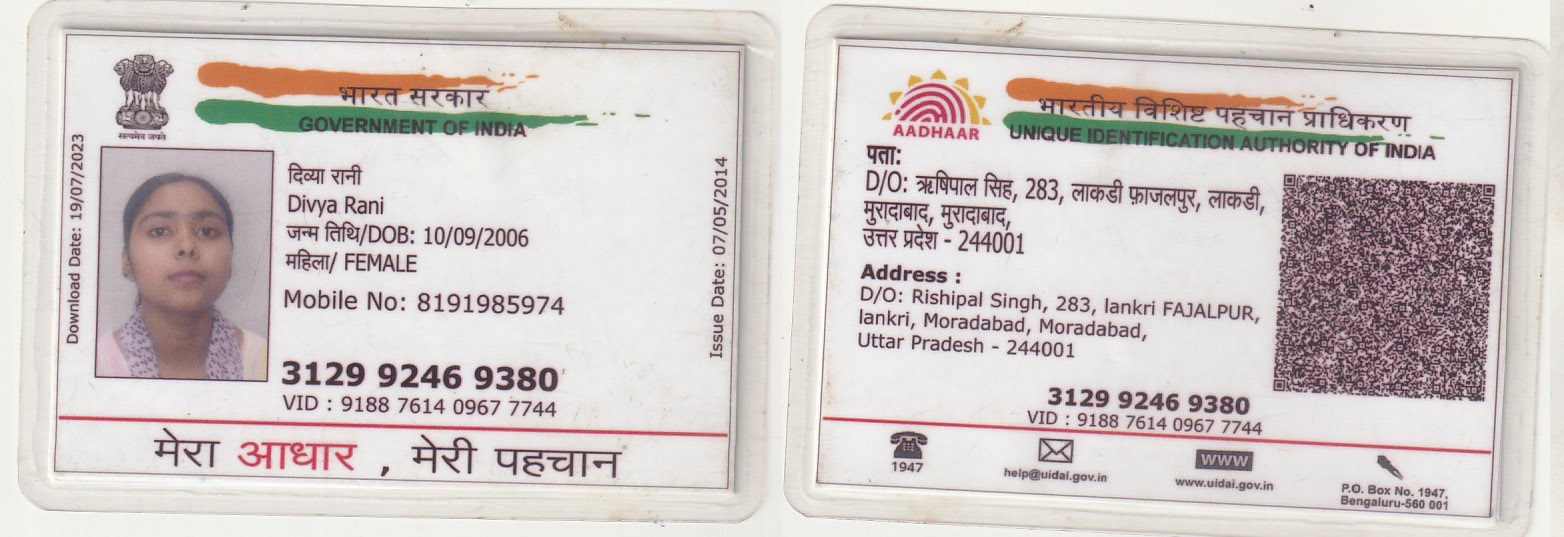 सत्यमेव जयते
भारत सरकार
GOVERNMENT OF INDIA
Download Date: 19/07/2023
दिव्या रानी
Divya Rani
जन्म तिथि/DOB: 10/09/2006
महिला/ FEMALE
Mobile No: 8191985974
Issue Date: 07/05/2014
3129 9246 9380
VID : 9188 7614 0967 7744
मेरा आधार , मेरी पहचान
AADHAAR
भारतीय विशिष्ट पहचान प्राधिकरण
UNIQUE IDENTIFICATION AUTHORITY OF INDIA
पता:
D/O: ऋषिपाल सिंह, 283, लाकडी फ़ाजलपुर, लाकडी,
मुरादाबाद, मुरादाबाद,
उत्तर प्रदेश - 244001
Address :
D/O: Rishipal Singh, 283, lankri FAJALPUR,
lankri, Moradabad, Moradabad,
Uttar Pradesh - 244001
3129 9246 9380
VID : 9188 7614 0967 7744
1947
help@uidai.gov.in
www
www.uidai.gov.in
P.O. Box No. 1947,
Bengaluru-560 001